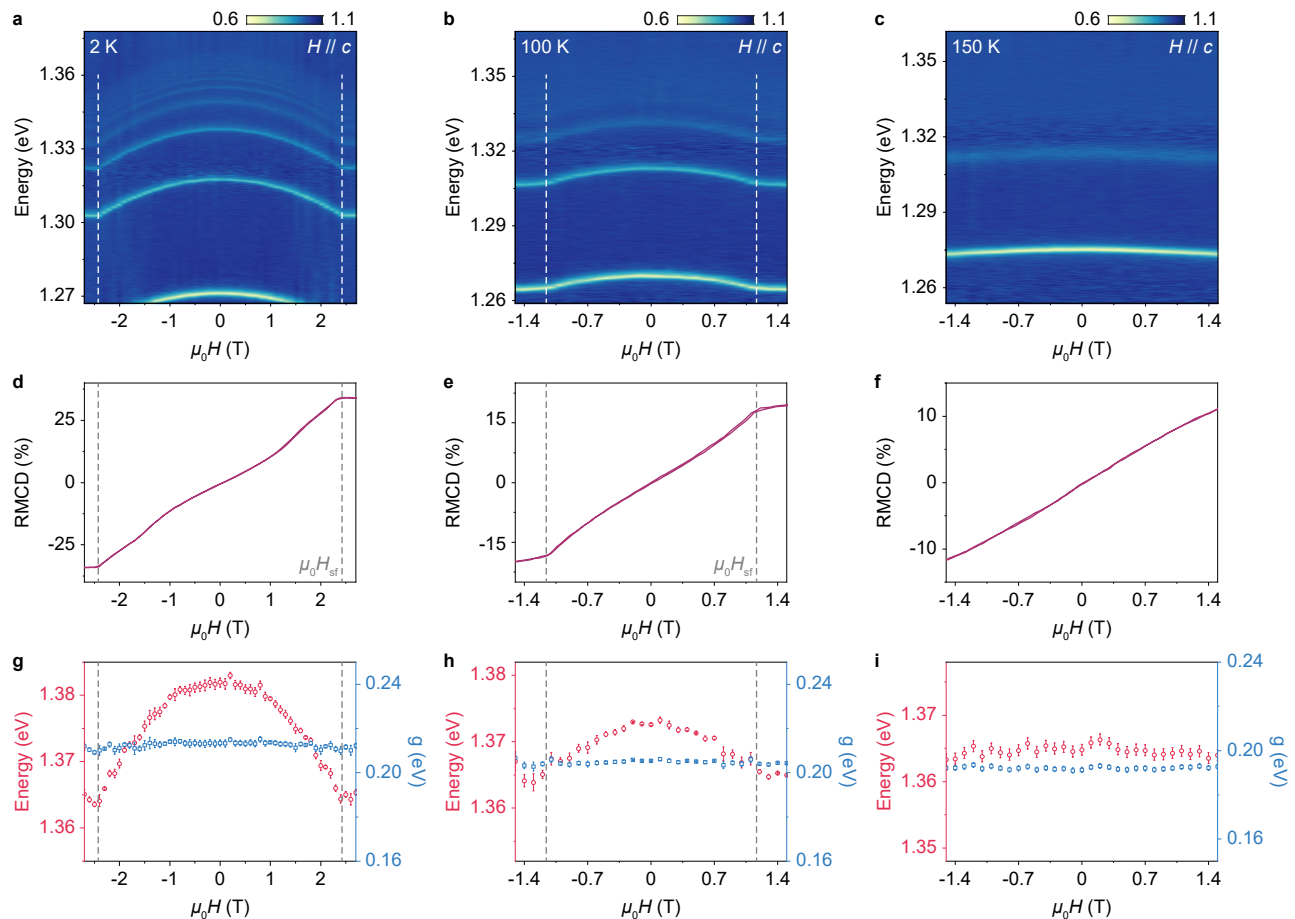 a
0.6
1.1
b
0.6
1.1
c
0.6
1.1
2 K
H // c
100 K
H // c
150 K
H // c
Energy (eV)
1.36
1.33
1.30
1.27
Energy (eV)
1.35
1.32
1.29
1.26
Energy (eV)
1.35
1.32
1.29
1.26
-2 -1 0 1 2
-1.4 -0.7 0 0.7 1.4
-1.4 -0.7 0 0.7 1.4
μ₀H (T)
μ₀H (T)
μ₀H (T)
d
e
f
RMCD (%)
25
0
-25
μ₀Hsf
RMCD (%)
15
0
-15
μ₀Hsf
RMCD (%)
10
0
-10
-2 -1 0 1 2
-1.4 -0.7 0 0.7 1.4
-1.4 -0.7 0 0.7 1.4
μ₀H (T)
μ₀H (T)
μ₀H (T)
g
h
i
Energy (eV)
1.38
1.37
1.36
g (eV)
0.24
0.20
0.16
Energy (eV)
1.38
1.37
1.36
g (eV)
0.24
0.20
0.16
Energy (eV)
1.37
1.36
1.35
g (eV)
0.24
0.20
0.16
-2 -1 0 1 2
-1.4 -0.7 0 0.7 1.4
-1.4 -0.7 0 0.7 1.4
μ₀H (T)
μ₀H (T)
μ₀H (T)